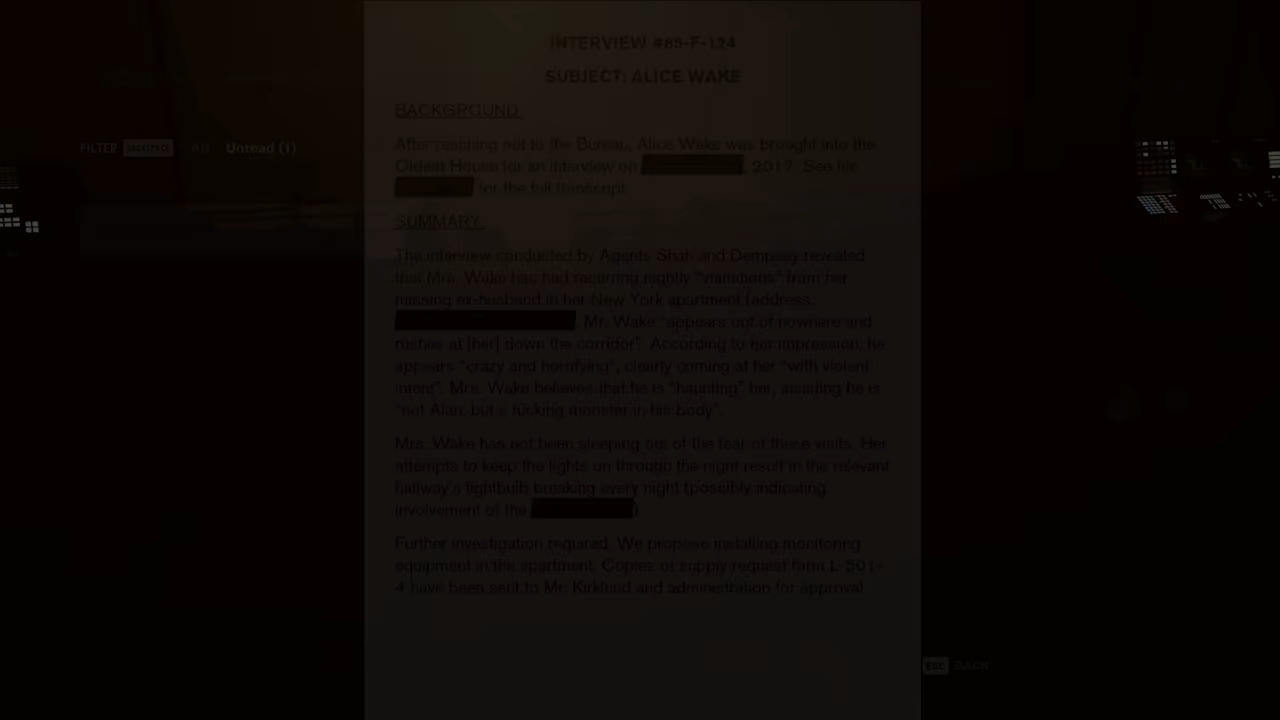 INTERVIEW #85-F-124
SUBJECT: ALICE WAKE
BACKGROUND
After reaching out to the Bureau, Alice Wake was brought into the
Oldest House for an interview on 2017. See file
for the full transcript.
FILTER BACKSPACE All Unread (1)
SUMMARY
The interview conducted by Agents Shah and Dempsey revealed
that Mrs. Wake has had recurring nightly "visitations" from her
missing ex-husband in her New York apartment (address:
Mr. Wake "appears out of nowhere and
rushes at [her] down the corridor". According to her impression, he
appears "crazy and horrifying", clearly coming at her "with violent
intent". Mrs. Wake believes that he is "haunting" her, insisting he is
"not Alan, but a fucking monster in his body".
Mrs. Wake has not been sleeping out of the fear of these visits. Her
attempts to keep the lights on through the night result in the relevant
hallway's lightbulb breaking every night (possibly indicating
involvement of the )
Further investigation required. We propose installing monitoring
equipment in the apartment. Copies of supply request form L-501-
4 have been sent to Mr. Kirklund and administration for approval.
ESC BACK